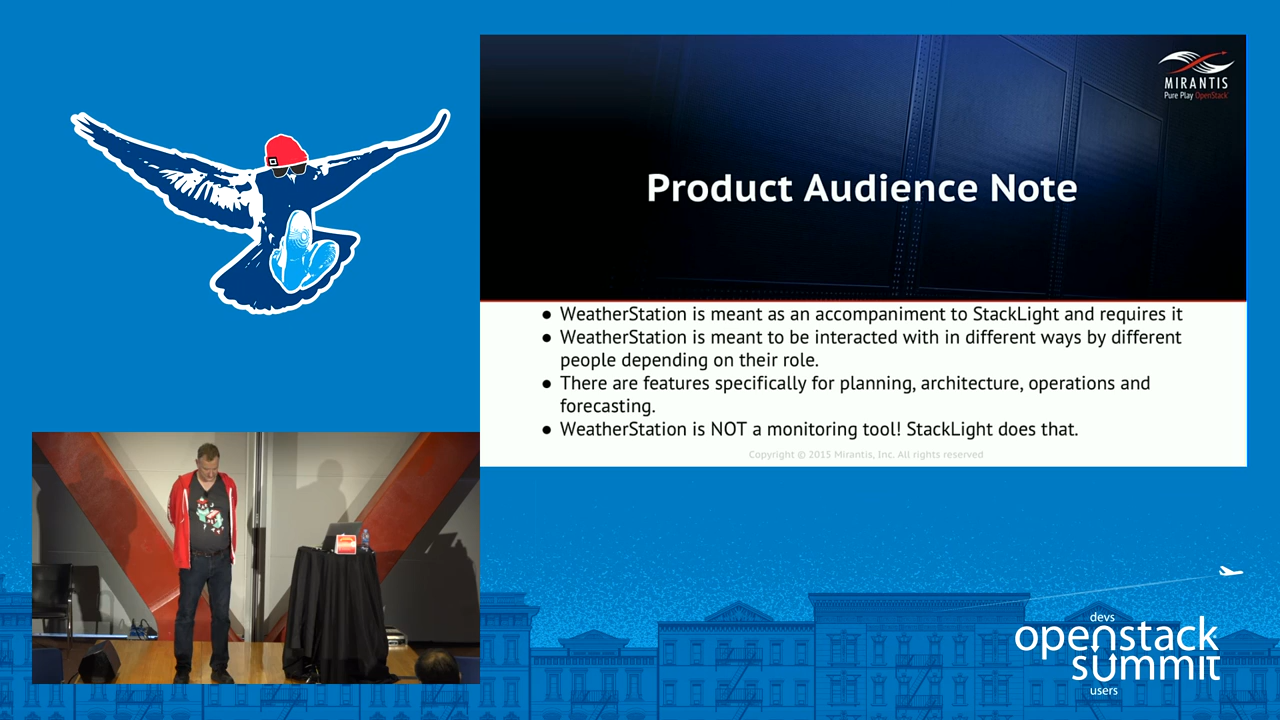 MIRANTIS
Pure Play OpenStack
Product Audience Note
● WeatherStation is meant as an accompaniment to StackLight and requires it
● WeatherStation is meant to be interacted with in different ways by different
people depending on their role.
● There are features specifically for planning, architecture, operations and
forecasting.
● WeatherStation is NOT a monitoring tool! StackLight does that.
Copyright © 2015 Mirantis, Inc. All rights reserved
devs
openstack
summit
users